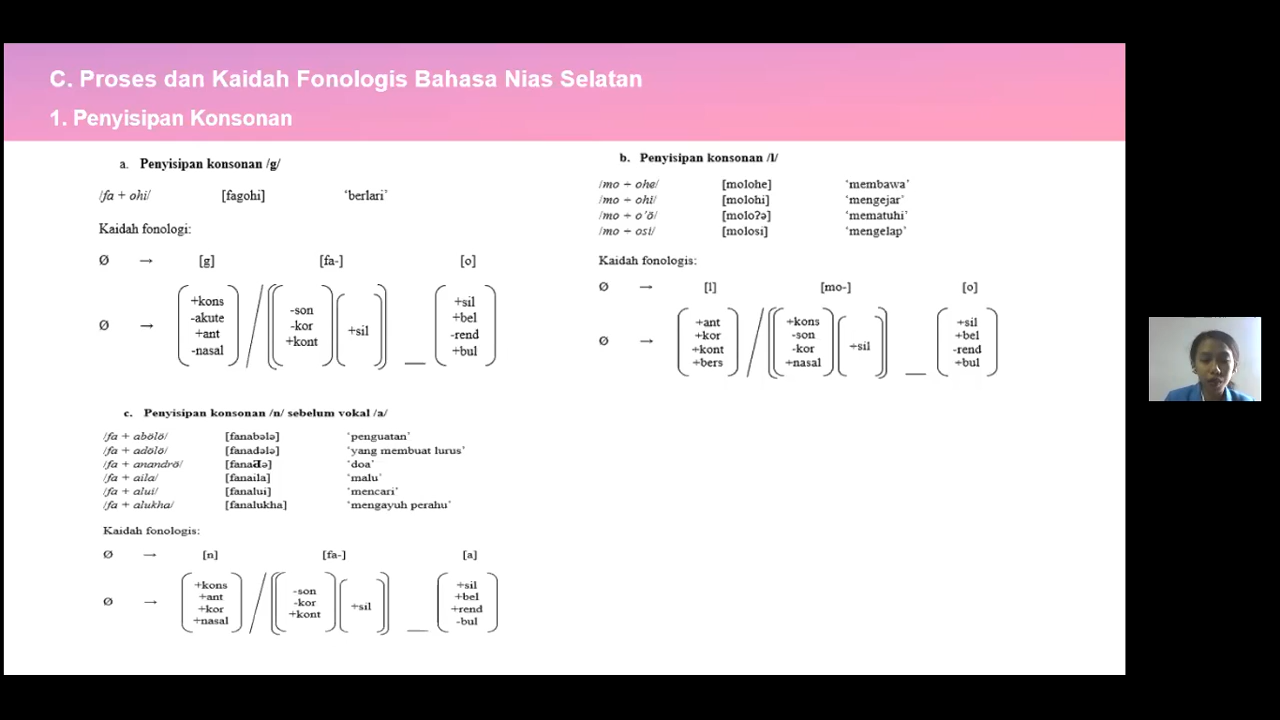 C. Proses dan Kaidah Fonologis Bahasa Nias Selatan
1. Penyisipan Konsonan
a. Penyisipan konsonan /g/
/fa + ohi/ [fagohi] ‘berlari’
Kaidah fonologi:
Ø → [g] [fa-] [o]
Ø →
+kons
-akute
+ant
-nasal
/
-son
-kor
+kont
+sil
__
+sil
+bel
-rend
+bul
b. Penyisipan konsonan /l/
/mo + ohe/ [molohe] ‘membawa’
/mo + ohi/ [molohi] ‘mengejar’
/mo + o’ö/ [molo?ə] ‘mematuhi’
/mo + osi/ [molosi] ‘mengelap’
Kaidah fonologis:
Ø → [l] [mo-] [o]
Ø →
+ant
+kor
+kont
+bers
/
+kons
-son
-kor
+nasal
+sil
__
+sil
+bel
-rend
+bul
c. Penyisipan konsonan /n/ sebelum vokal /a/
/fa + abölö/ [fanabələ] ‘penguatan’
/fa + adölö/ [fanadələ] ‘yang membuat lurus’
/fa + anandrö/ ‘doa’
/fa + aila/ [fanaila] ‘malu’
/fa + alui/ [fanalui] ‘mencari’
/fa + alukha/ [fanalukha] ‘mengayuh perahu’
Kaidah fonologis:
Ø → [n] [fa-] [a]
Ø →
+kons
+ant
+kor
+nasal
/
-son
-kor
+kont
+sil
__
+sil
+bel
+rend
-bul